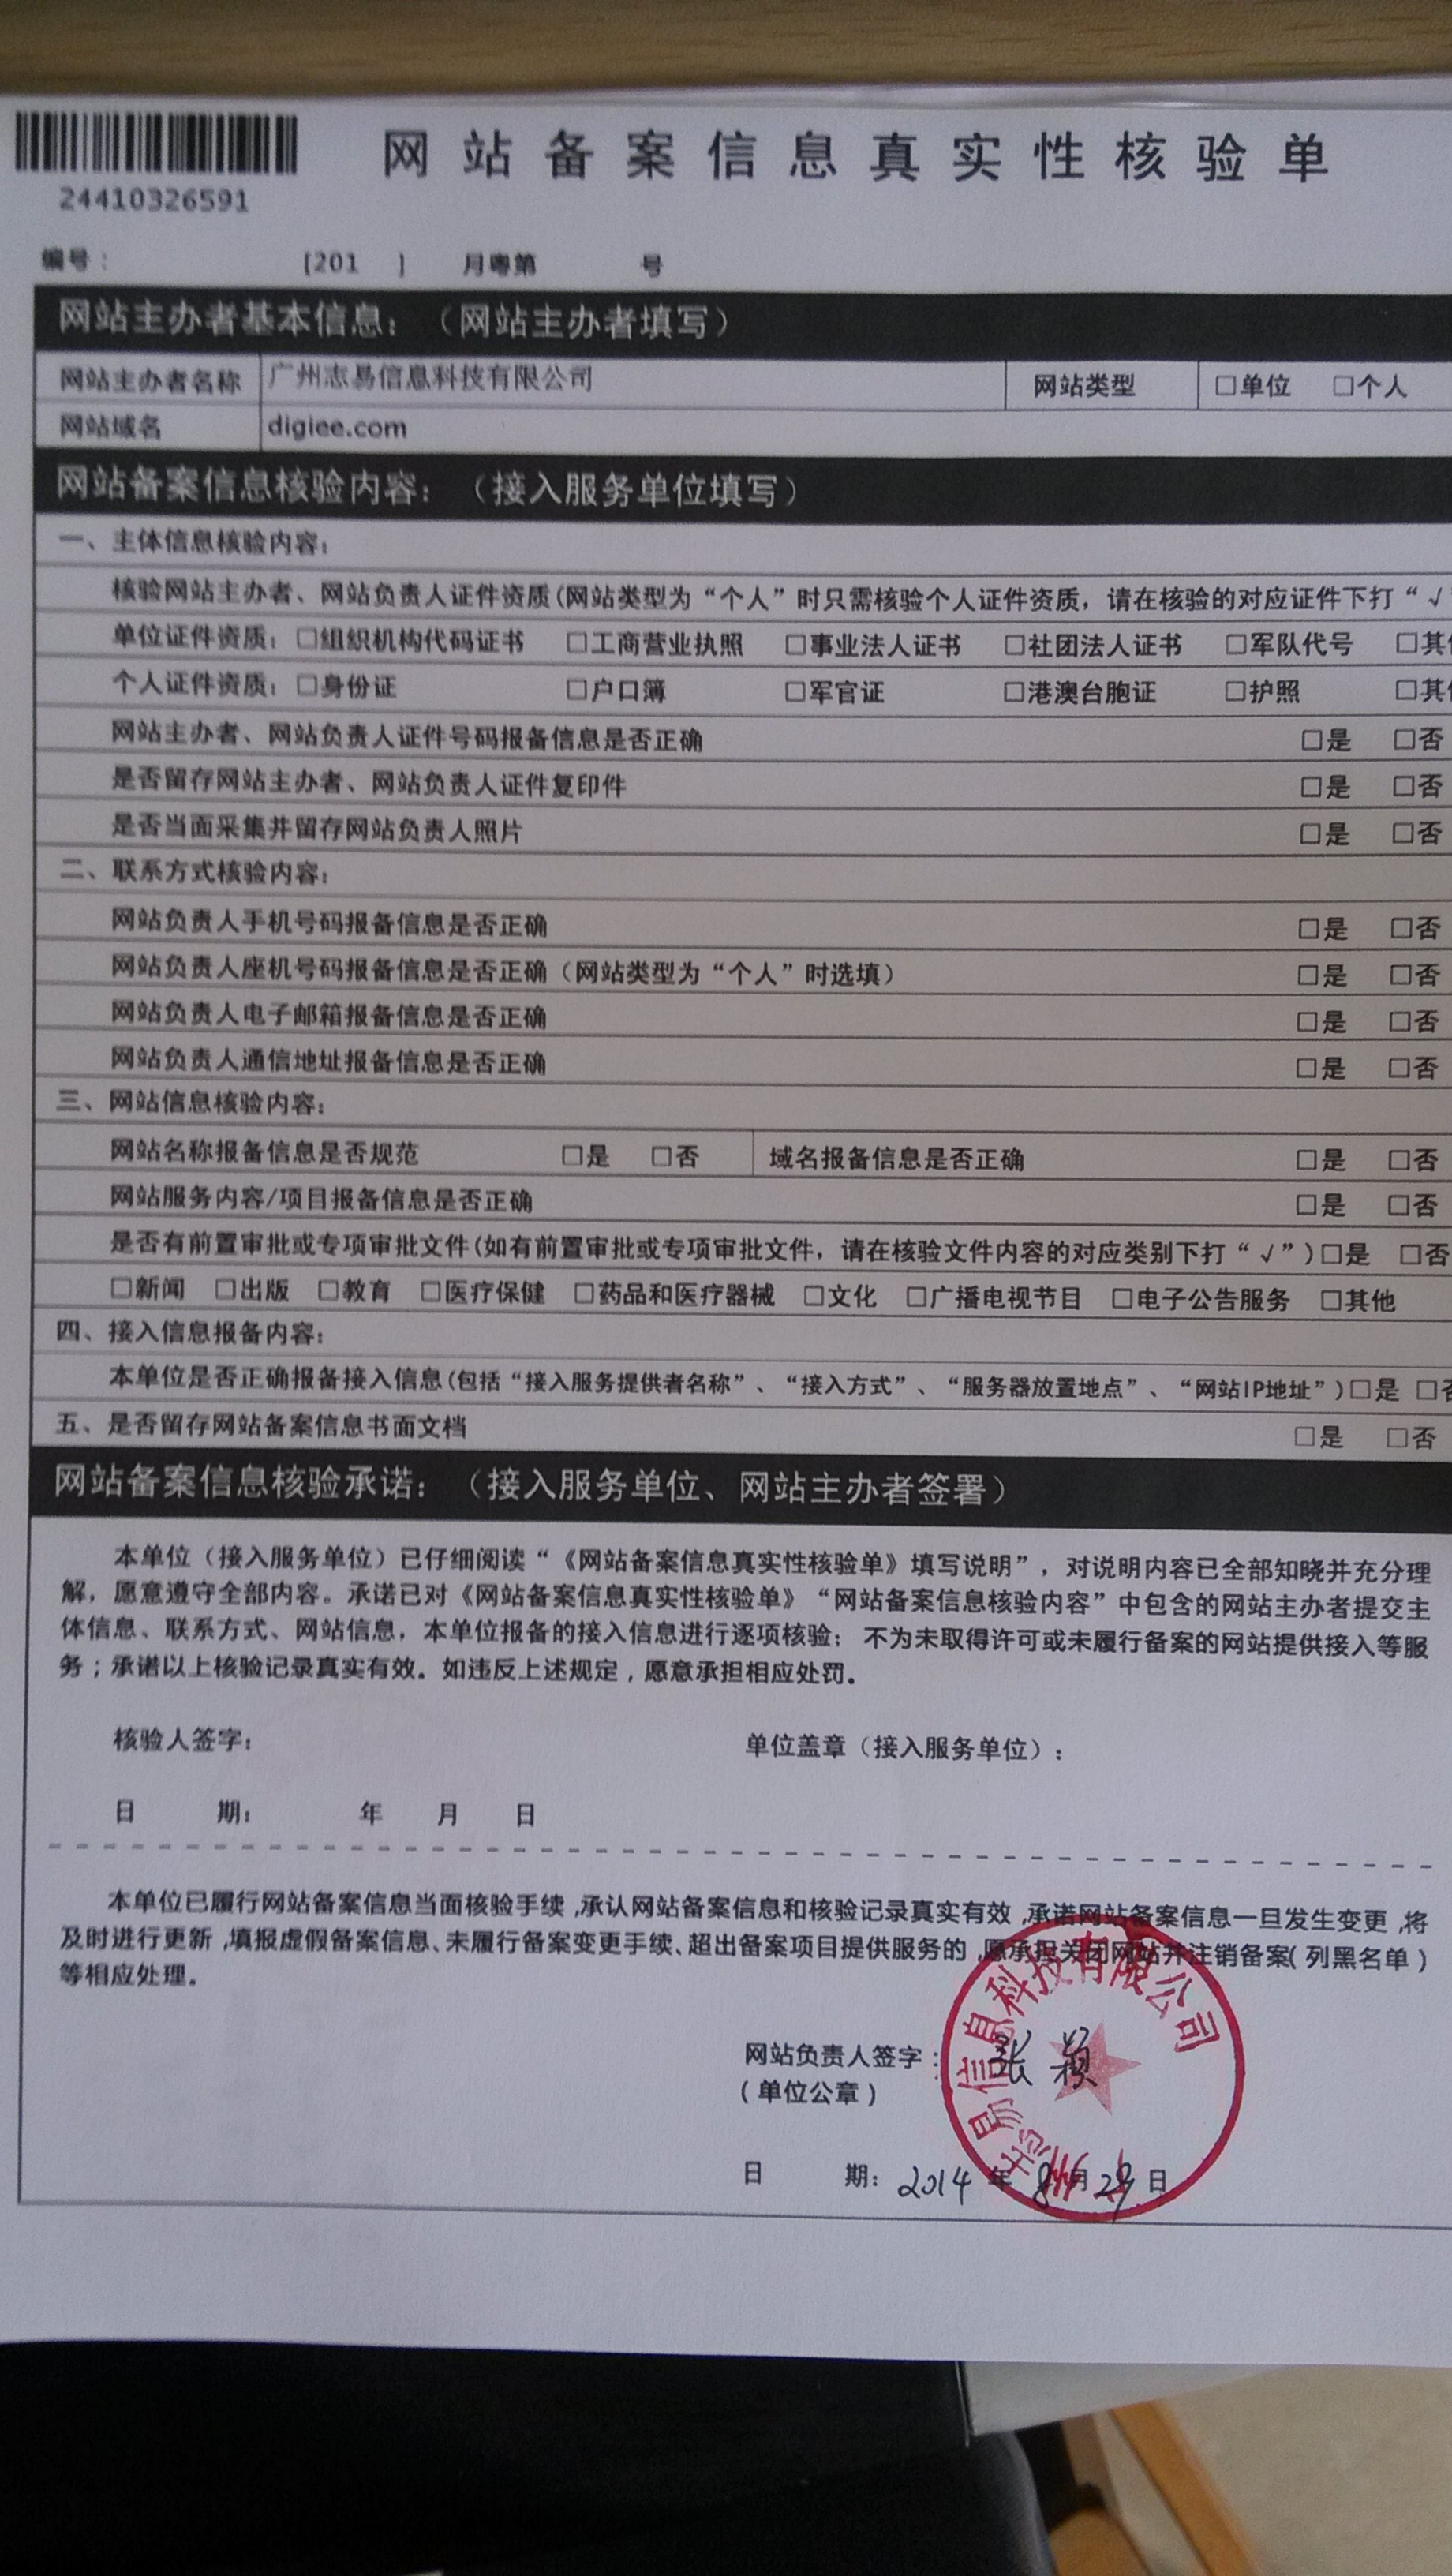 网站备案信息真实性核验单
24410326591
编号： [201 ] 月粤第 号
网站主办者基本信息：（网站主办者填写）
网站主办者名称 广州志易信息科技有限公司 网站类型 □单位 □个人
网站域名 digiee.com
网站备案信息核验内容：（接入服务单位填写）
一、主体信息核验内容：
核验网站主办者、网站负责人证件资质(网站类型为“个人”时只需核验个人证件资质，请在核验的对应证件下打“√
单位证件资质：□组织机构代码证书 □工商营业执照 □事业法人证书 □社团法人证书 □军队代号 □其
个人证件资质：□身份证 □户口簿 □军官证 □港澳台胞证 □护照 □其
网站主办者、网站负责人证件号码报备信息是否正确 □是 □否
是否留存网站主办者、网站负责人证件复印件 □是 □否
是否当面采集并留存网站负责人照片 □是 □否
二、联系方式核验内容：
网站负责人手机号码报备信息是否正确 □是 □否
网站负责人座机号码报备信息是否正确（网站类型为“个人”时选填） □是 □否
网站负责人电子邮箱报备信息是否正确 □是 □否
网站负责人通信地址报备信息是否正确 □是 □否
三、网站信息核验内容：
网站名称报备信息是否规范 □是 □否 域名报备信息是否正确 □是 □否
网站服务内容/项目报备信息是否正确 □是 □否
是否有前置审批或专项审批文件(如有前置审批或专项审批文件，请在核验文件内容的对应类别下打“√”)□是 □否
□新闻 □出版 □教育 □医疗保健 □药品和医疗器械 □文化 □广播电视节目 □电子公告服务 □其他
四、接入信息报备内容：
本单位是否正确报备接入信息(包括“接入服务提供者名称”、“接入方式”、“服务器放置地点”、“网站IP地址”)□是 □否
五、是否留存网站备案信息书面文档 □是 □否
网站备案信息核验承诺：（接入服务单位、网站主办者签署）
本单位（接入服务单位）已仔细阅读“《网站备案信息真实性核验单》填写说明”，对说明内容已全部知晓并充分理
解，愿意遵守全部内容。承诺已对《网站备案信息真实性核验单》“网站备案信息核验内容”中包含的网站主办者提交主
体信息、联系方式、网站信息，本单位报备的接入信息进行逐项核验；不为未取得许可或未履行备案的网站提供接入等服
务；承诺以上核验记录真实有效。如违反上述规定，愿意承担相应处罚。
核验人签字： 单位盖章（接入服务单位）：
日 期： 年 月 日
本单位已履行网站备案信息当面核验手续,承认网站备案信息和核验记录真实有效,承诺网站备案信息一旦发生变更,将
及时进行更新,填报虚假备案信息、未履行备案变更手续、超出备案项目提供服务的,愿承担关闭网站并注销备案(列黑名单)
等相应处理。
网站负责人签字：张颖
(单位公章)
州志易信息科技有限公司
日 期：2014 年 8 月 29 日